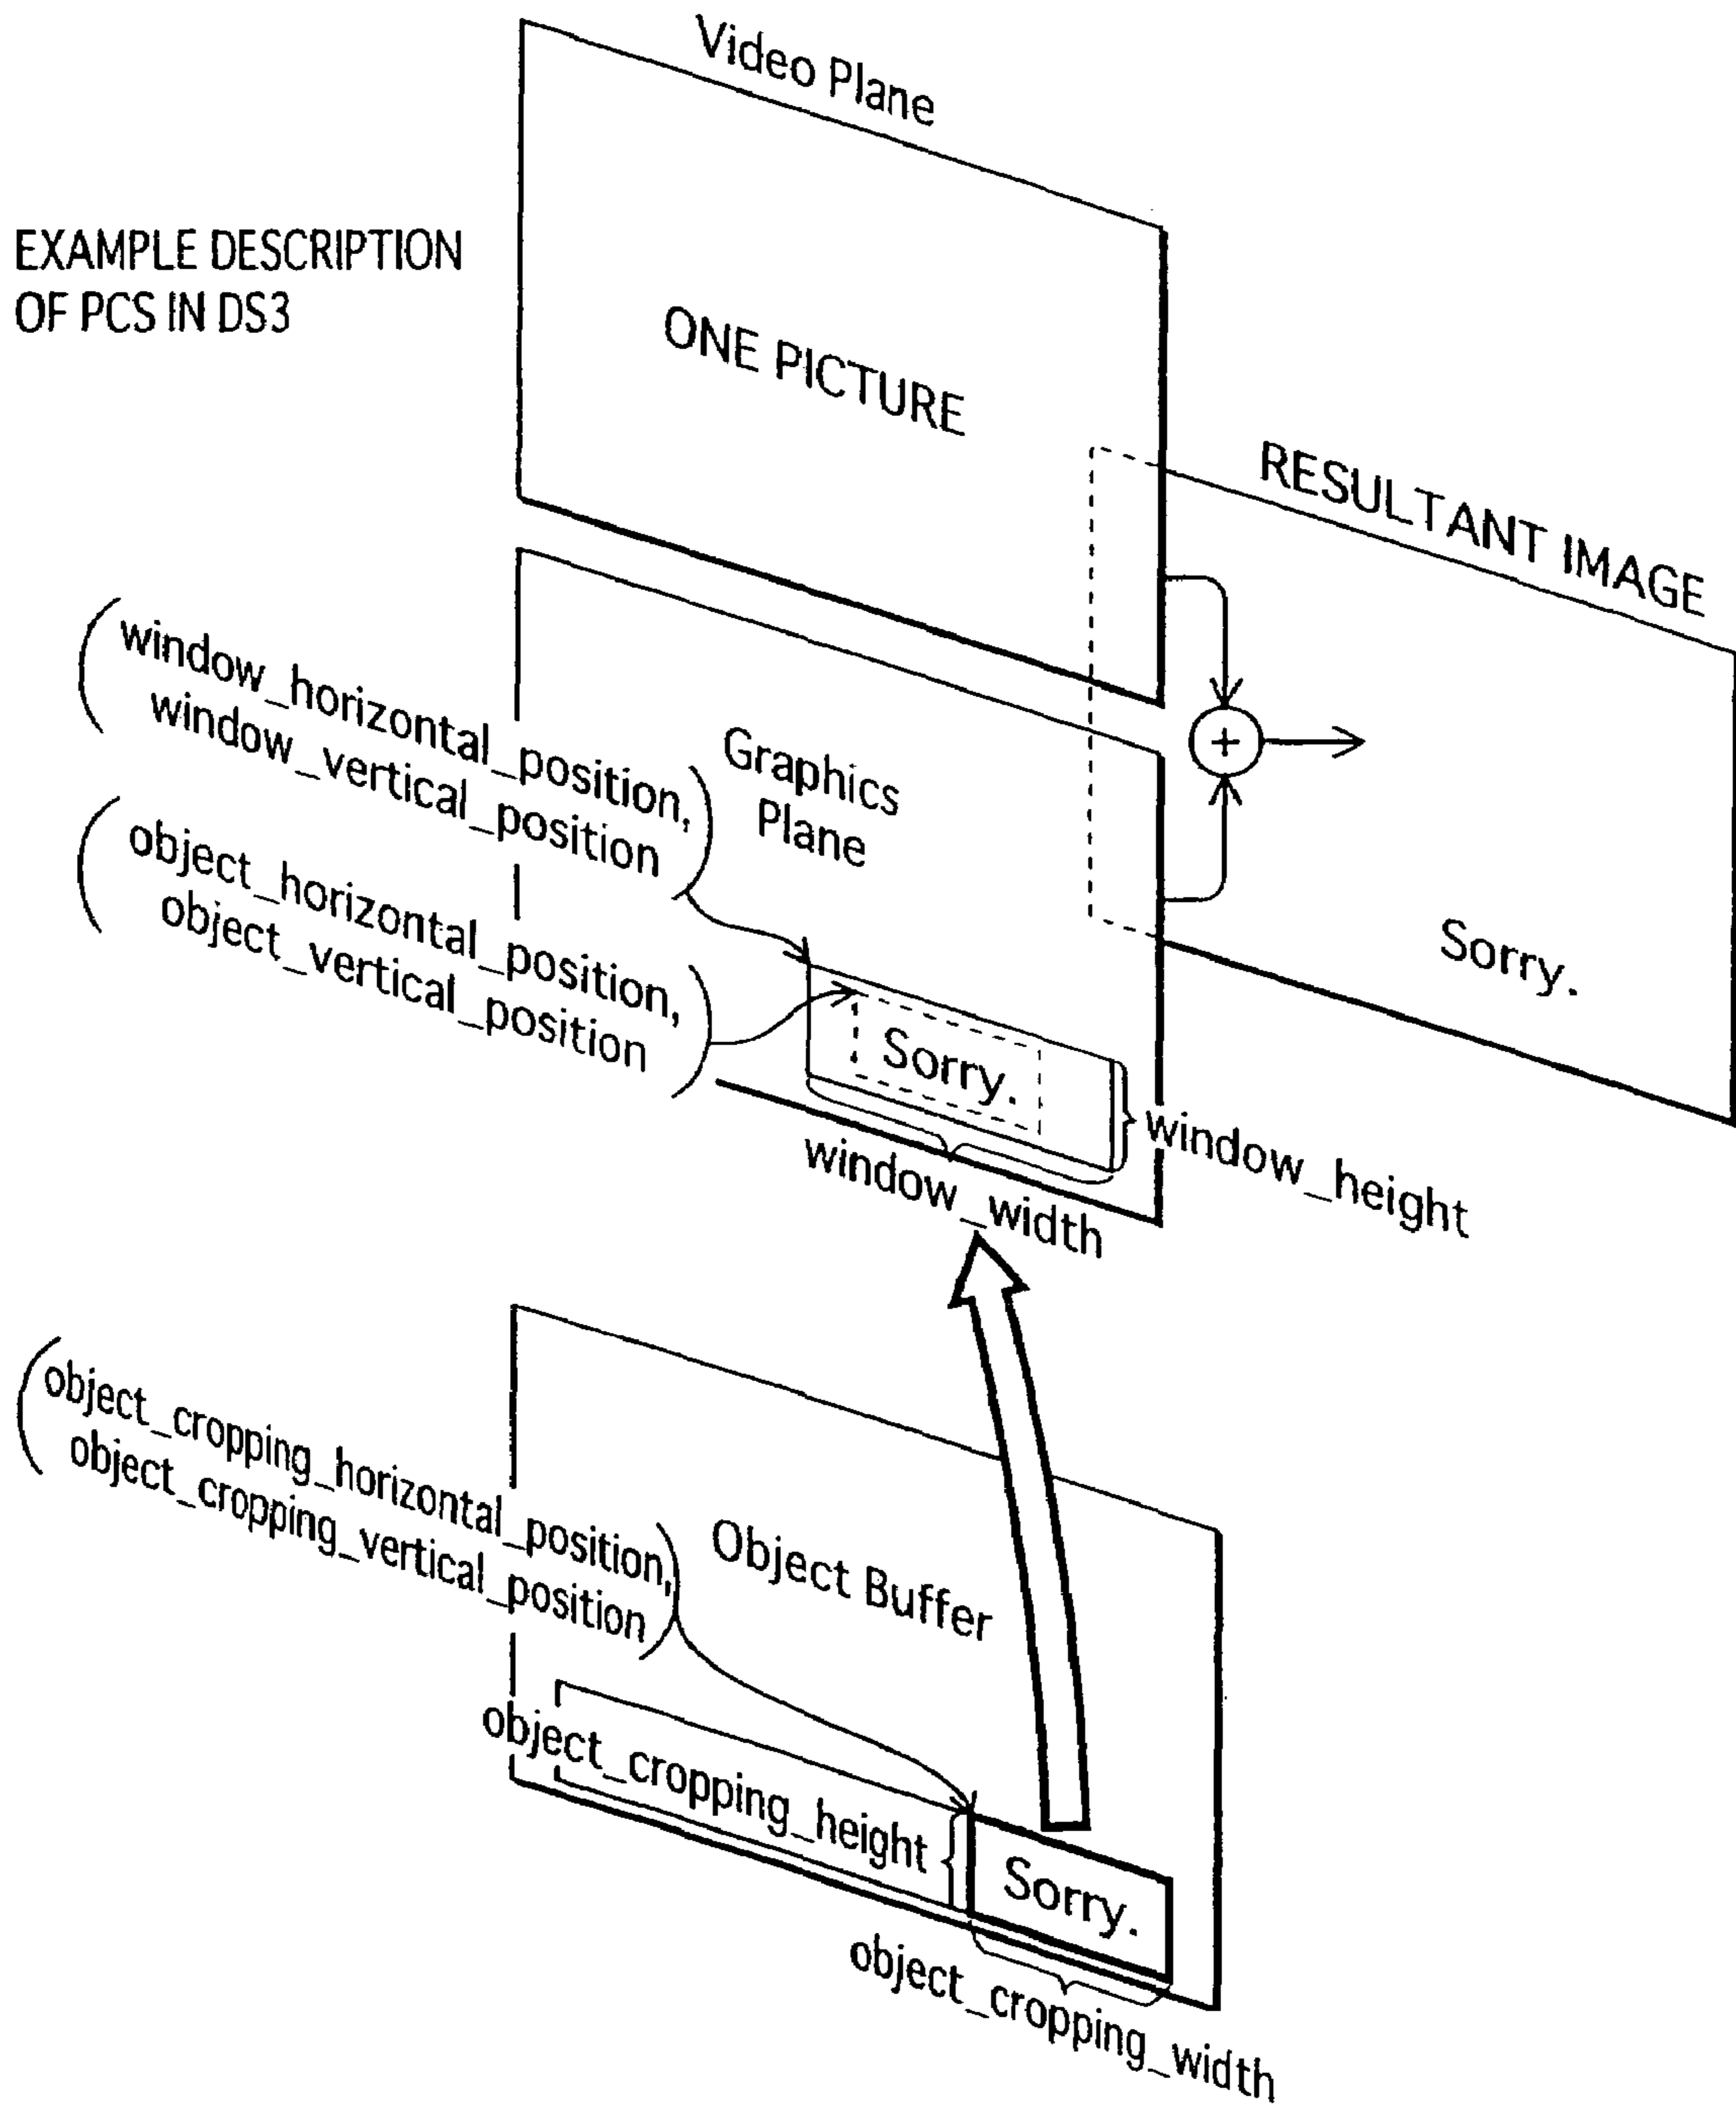 Video Plane
EXAMPLE DESCRIPTION
OF PCS IN DS3
ONE PICTURE
RESULTANT IMAGE
(window_horizontal_position,
window_vertical_position)
Graphics
Plane
(object_horizontal_position,
object_vertical_position)
Sorry.
Sorry.
window_height
window_width
(object_cropping_horizontal_position,
object_cropping_vertical_position)
Object Buffer
object_cropping_height
Sorry.
object_cropping_width